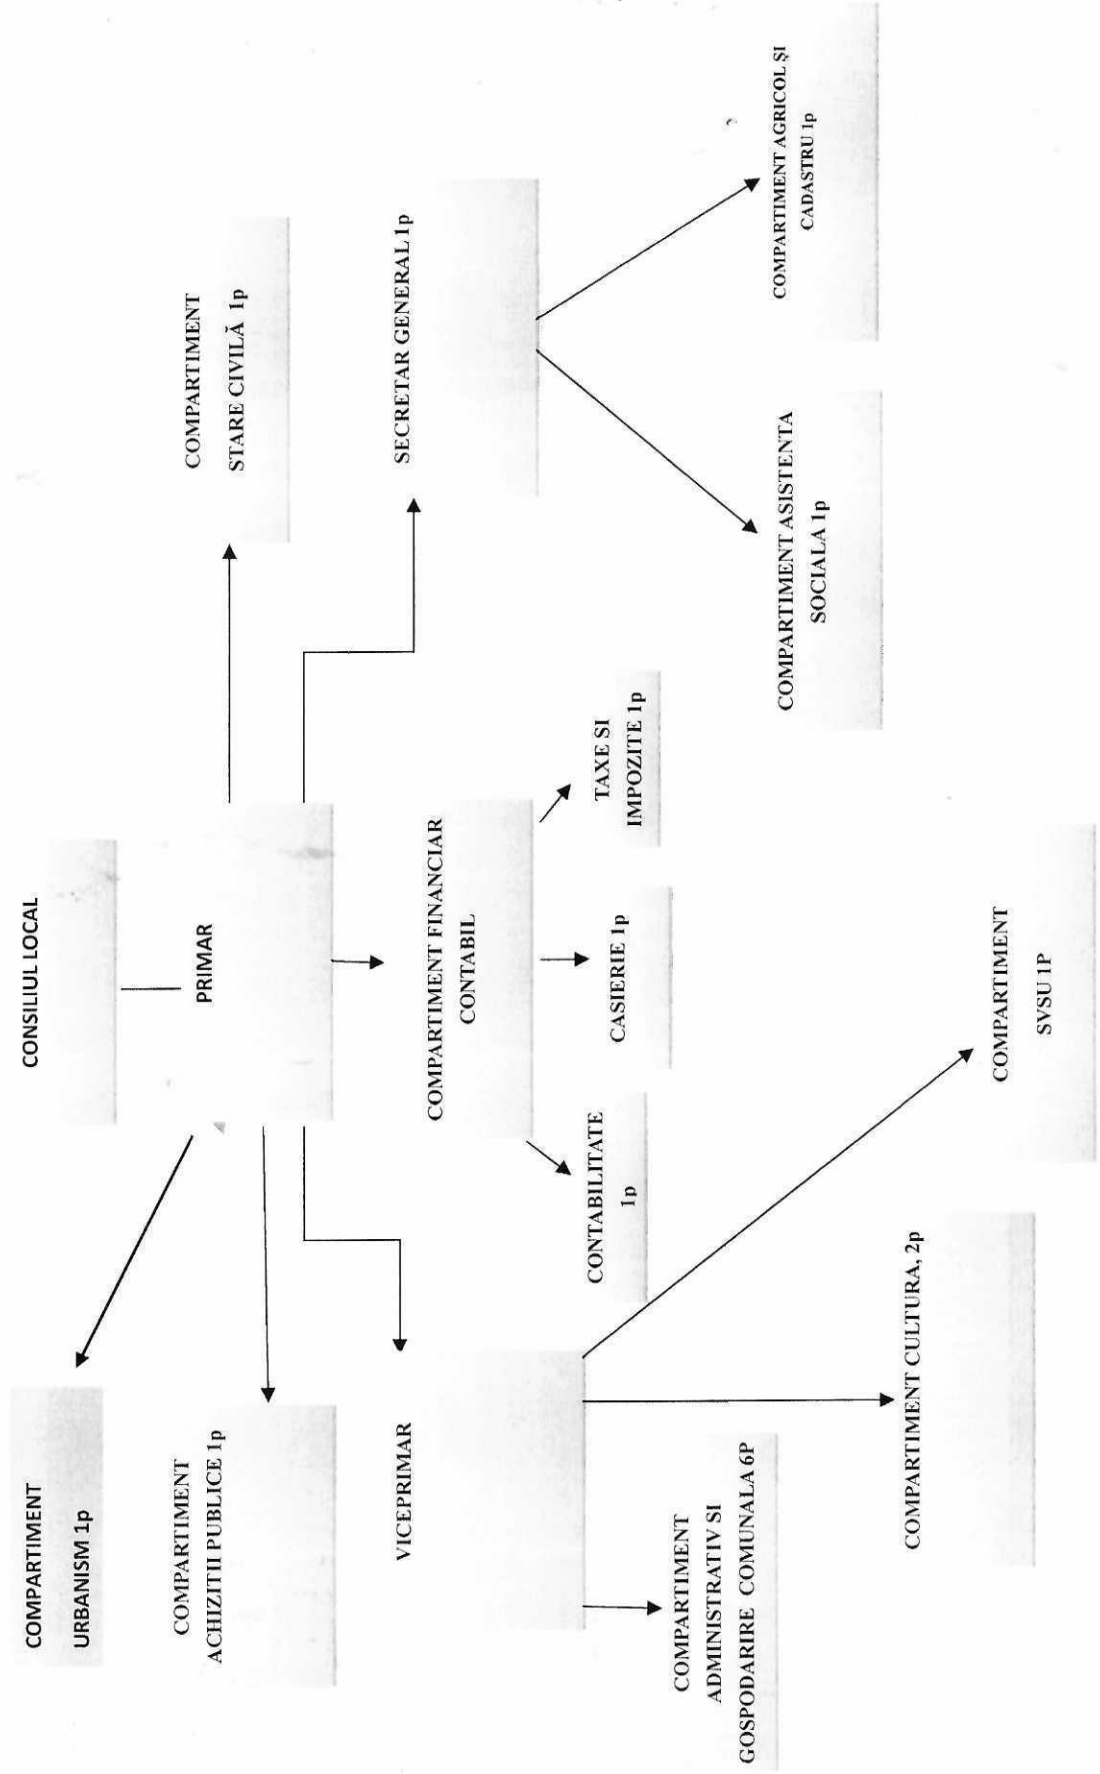 CONSILIUL LOCAL
COMPARTIMENT
URBANISM 1p
PRIMAR
COMPARTIMENT
ACHIZITII PUBLICE 1p
COMPARTIMENT
STARE CIVILĂ 1p
VICEPRIMAR
COMPARTIMENT FINANCIAR
CONTABIL
SECRETAR GENERAL 1p
CONTABILITATE
1p
CASIERIE 1p
TAXE SI
IMPOZITE 1p
COMPARTIMENT
ADMINISTRATIV SI
GOSPODARIRE COMUNALA 6P
COMPARTIMENT CULTURA, 2p
COMPARTIMENT
SVSU 1P
COMPARTIMENT ASISTENTA
SOCIALA 1p
COMPARTIMENT AGRICOL ŞI
CADASTRU 1p